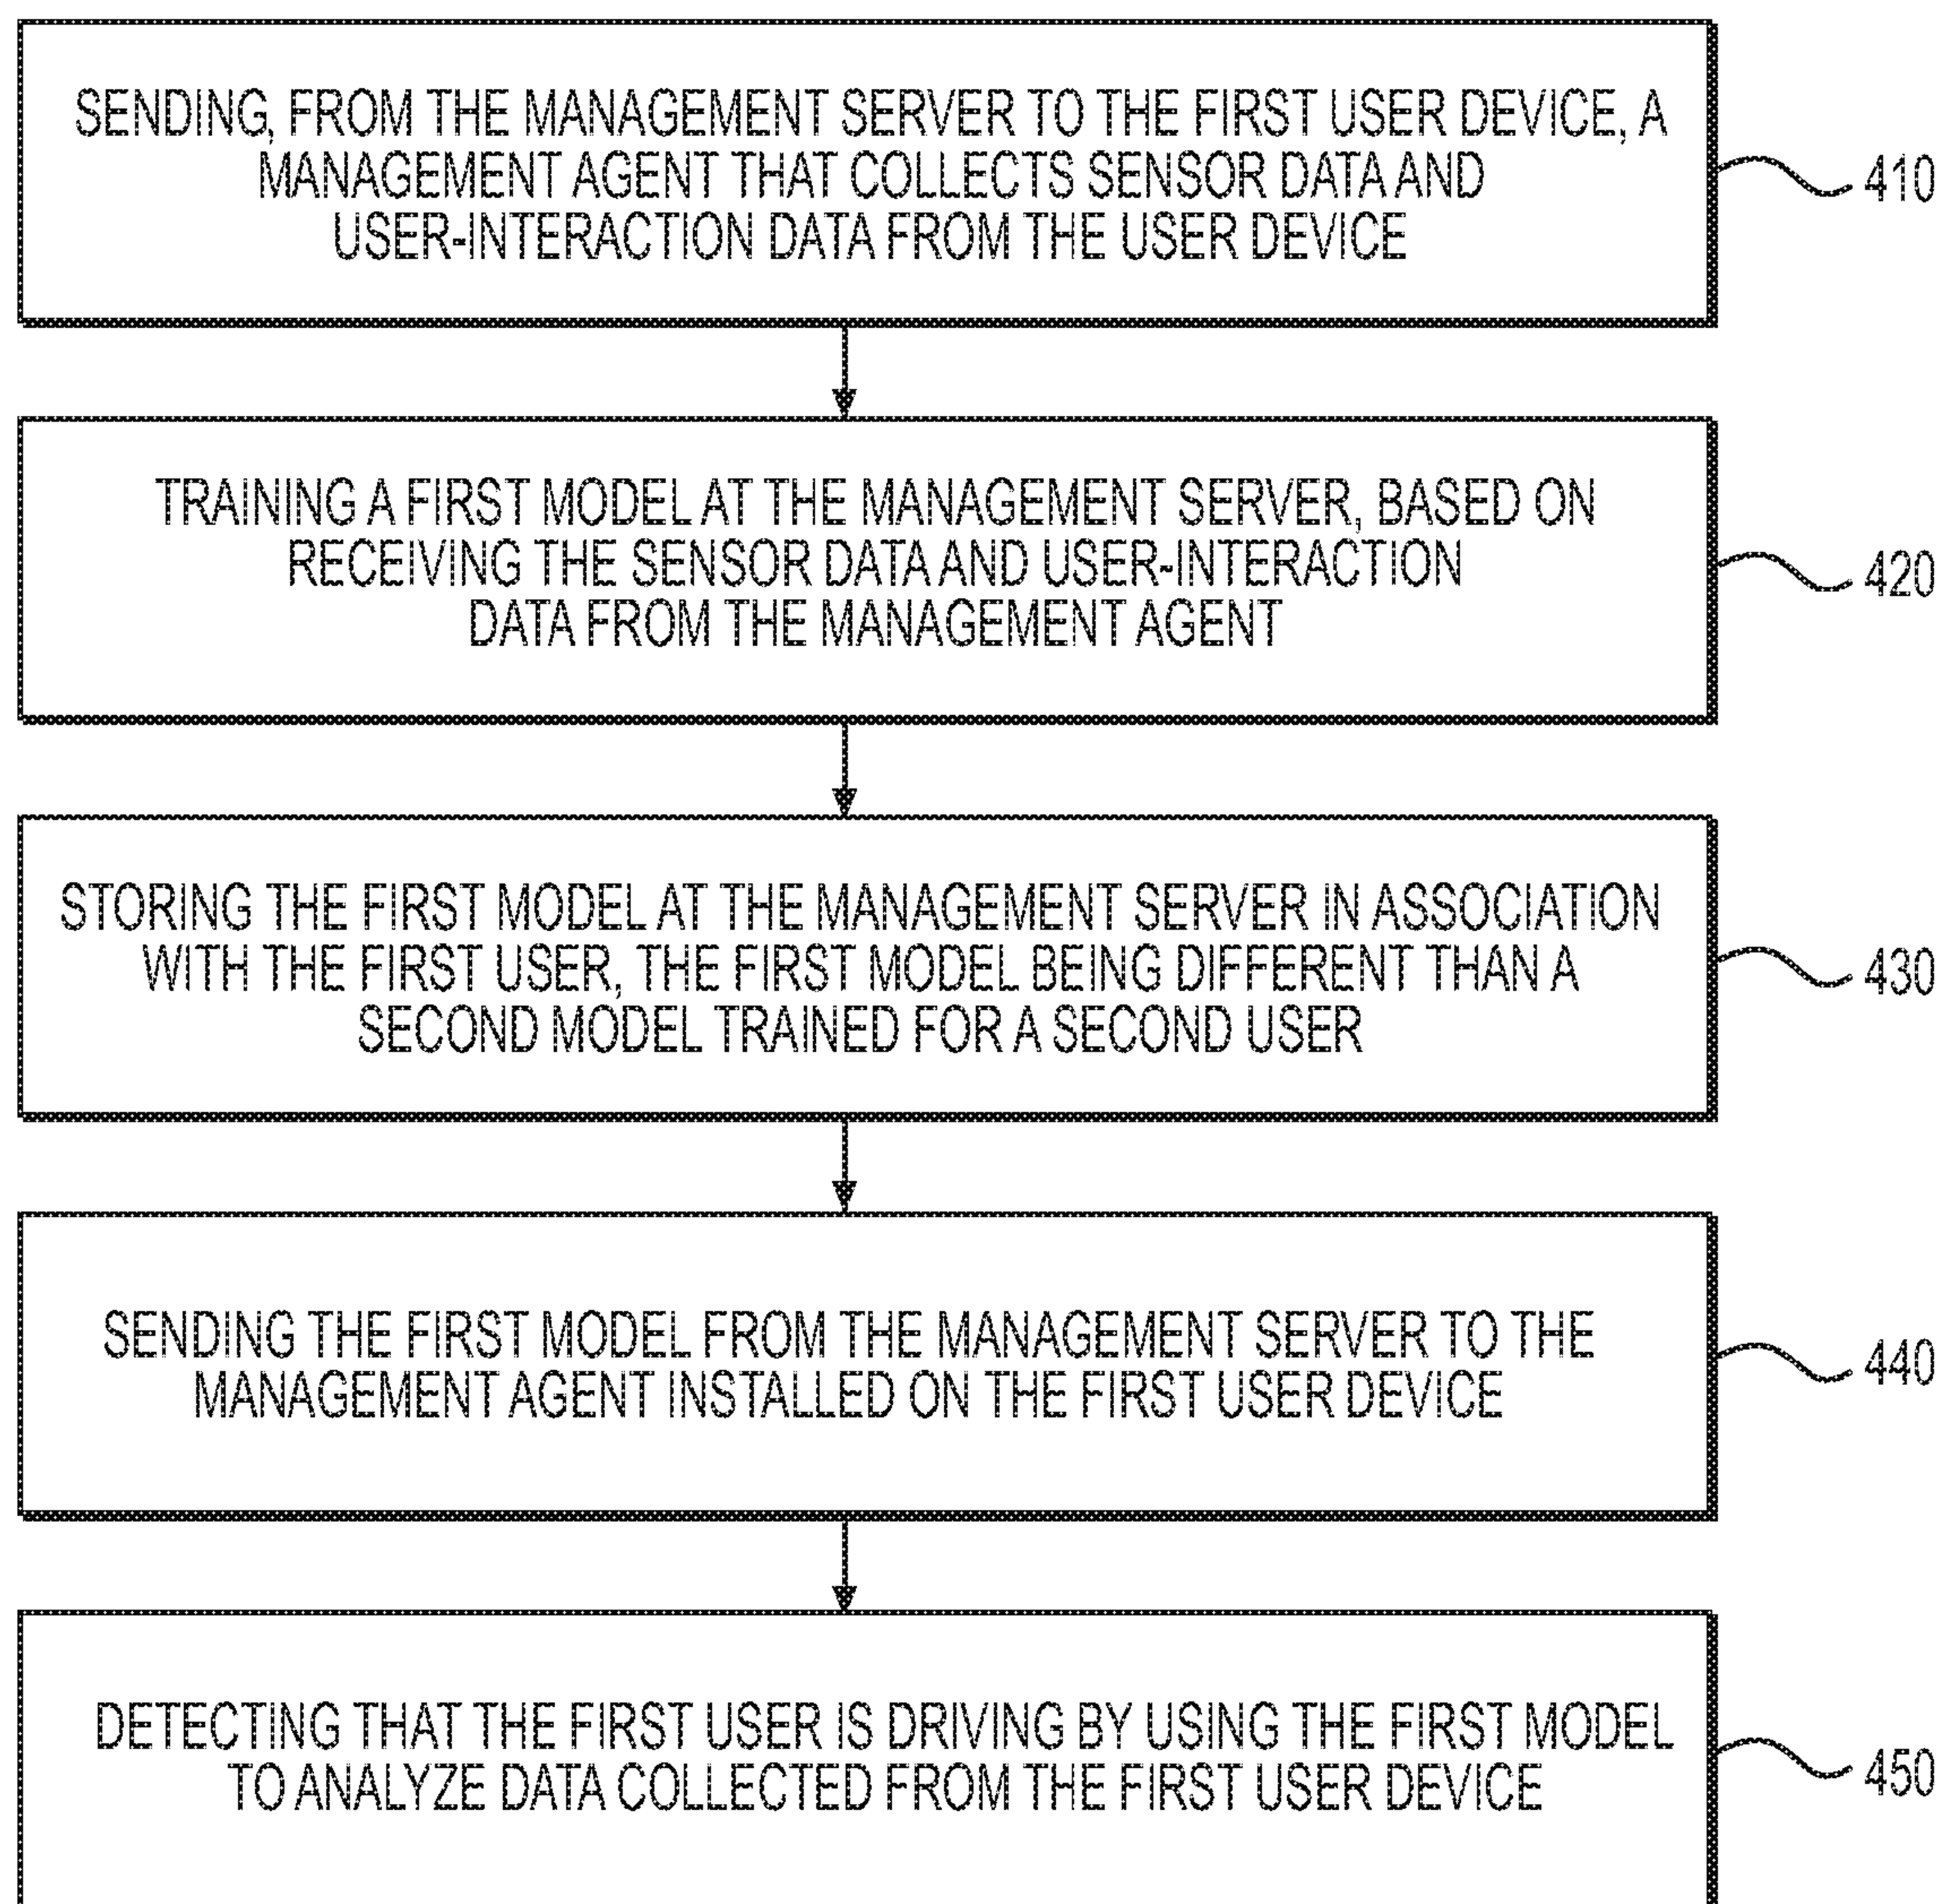 SENDING, FROM THE MANAGEMENT SERVER TO THE FIRST USER DEVICE, A
MANAGEMENT AGENT THAT COLLECTS SENSOR DATA AND
USER-INTERACTION DATA FROM THE USER DEVICE
410
TRAINING A FIRST MODEL AT THE MANAGEMENT SERVER, BASED ON
RECEIVING THE SENSOR DATA AND USER-INTERACTION
DATA FROM THE MANAGEMENT AGENT
420
STORING THE FIRST MODEL AT THE MANAGEMENT SERVER IN ASSOCIATION
WITH THE FIRST USER, THE FIRST MODEL BEING DIFFERENT THAN A
SECOND MODEL TRAINED FOR A SECOND USER
430
SENDING THE FIRST MODEL FROM THE MANAGEMENT SERVER TO THE
MANAGEMENT AGENT INSTALLED ON THE FIRST USER DEVICE
440
DETECTING THAT THE FIRST USER IS DRIVING BY USING THE FIRST MODEL
TO ANALYZE DATA COLLECTED FROM THE FIRST USER DEVICE
450